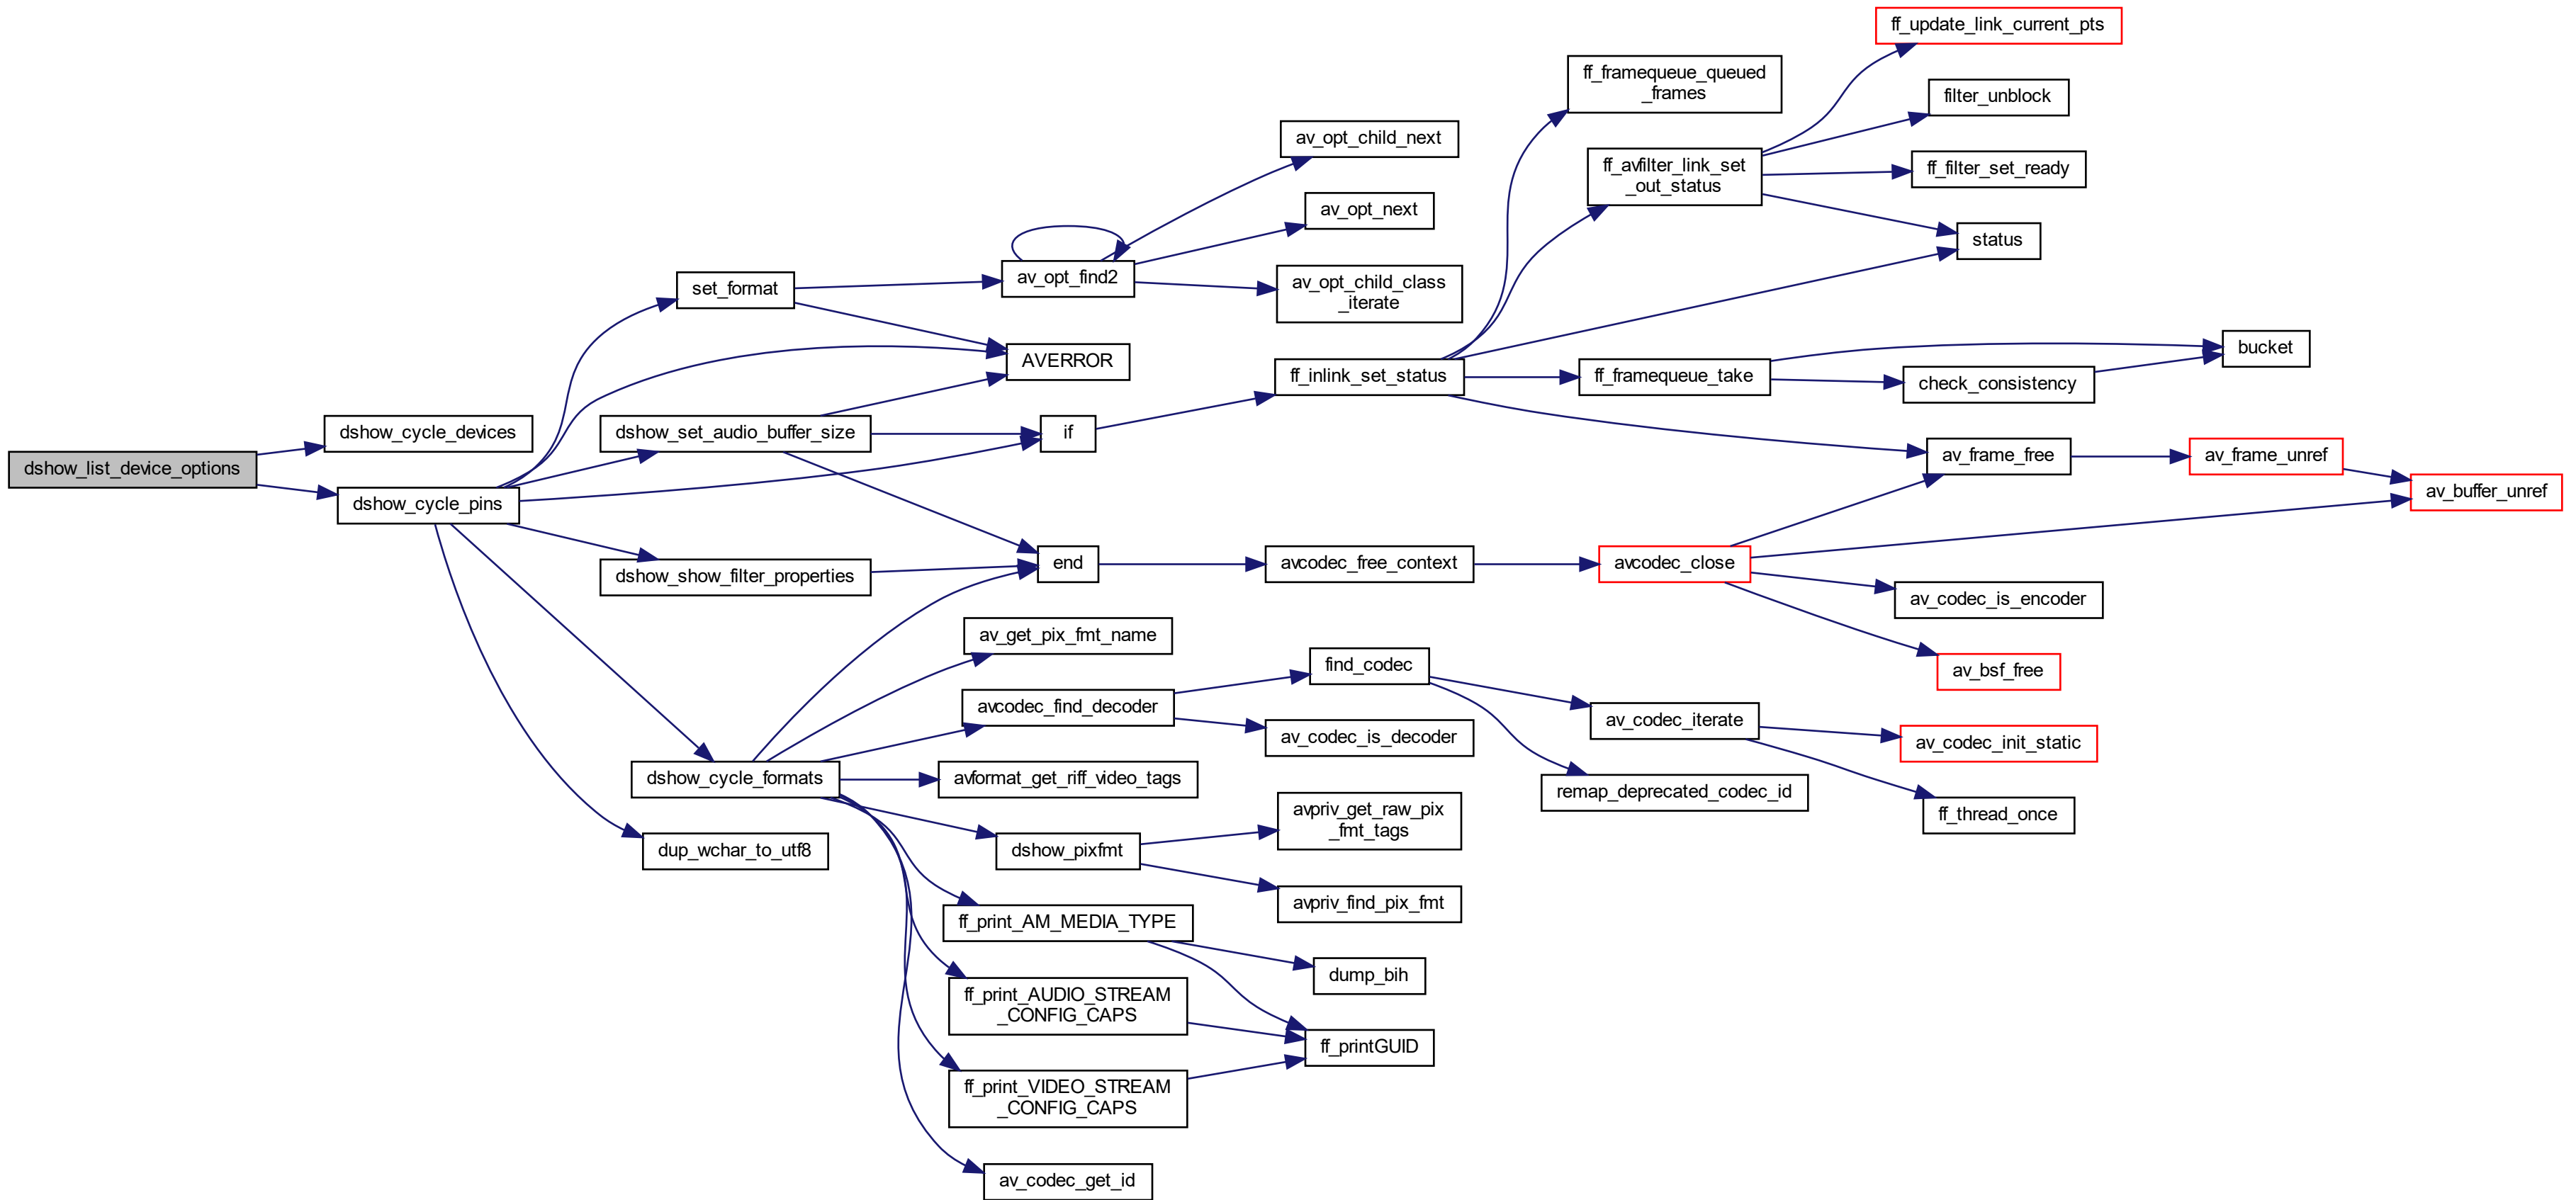 ff_update_link_current_pts
ff_framequeue_queued
_frames
filter_unblock
av_opt_child_next
ff_avfilter_link_set
_out_status
ff_filter_set_ready
av_opt_next
status
set_format
av_opt_find2
av_opt_child_class
_iterate
AVERROR
ff_inlink_set_status
ff_framequeue_take
bucket
check_consistency
dshow_cycle_devices
dshow_set_audio_buffer_size
if
dshow_list_device_options
av_frame_free
av_frame_unref
dshow_cycle_pins
av_buffer_unref
dshow_show_filter_properties
end
avcodec_free_context
avcodec_close
av_codec_is_encoder
av_get_pix_fmt_name
find_codec
av_bsf_free
avcodec_find_decoder
av_codec_iterate
av_codec_is_decoder
av_codec_init_static
dshow_cycle_formats
avformat_get_riff_video_tags
remap_deprecated_codec_id
ff_thread_once
dup_wchar_to_utf8
dshow_pixfmt
avpriv_get_raw_pix
_fmt_tags
avpriv_find_pix_fmt
ff_print_AM_MEDIA_TYPE
dump_bih
ff_print_AUDIO_STREAM
_CONFIG_CAPS
ff_printGUID
ff_print_VIDEO_STREAM
_CONFIG_CAPS
av_codec_get_id